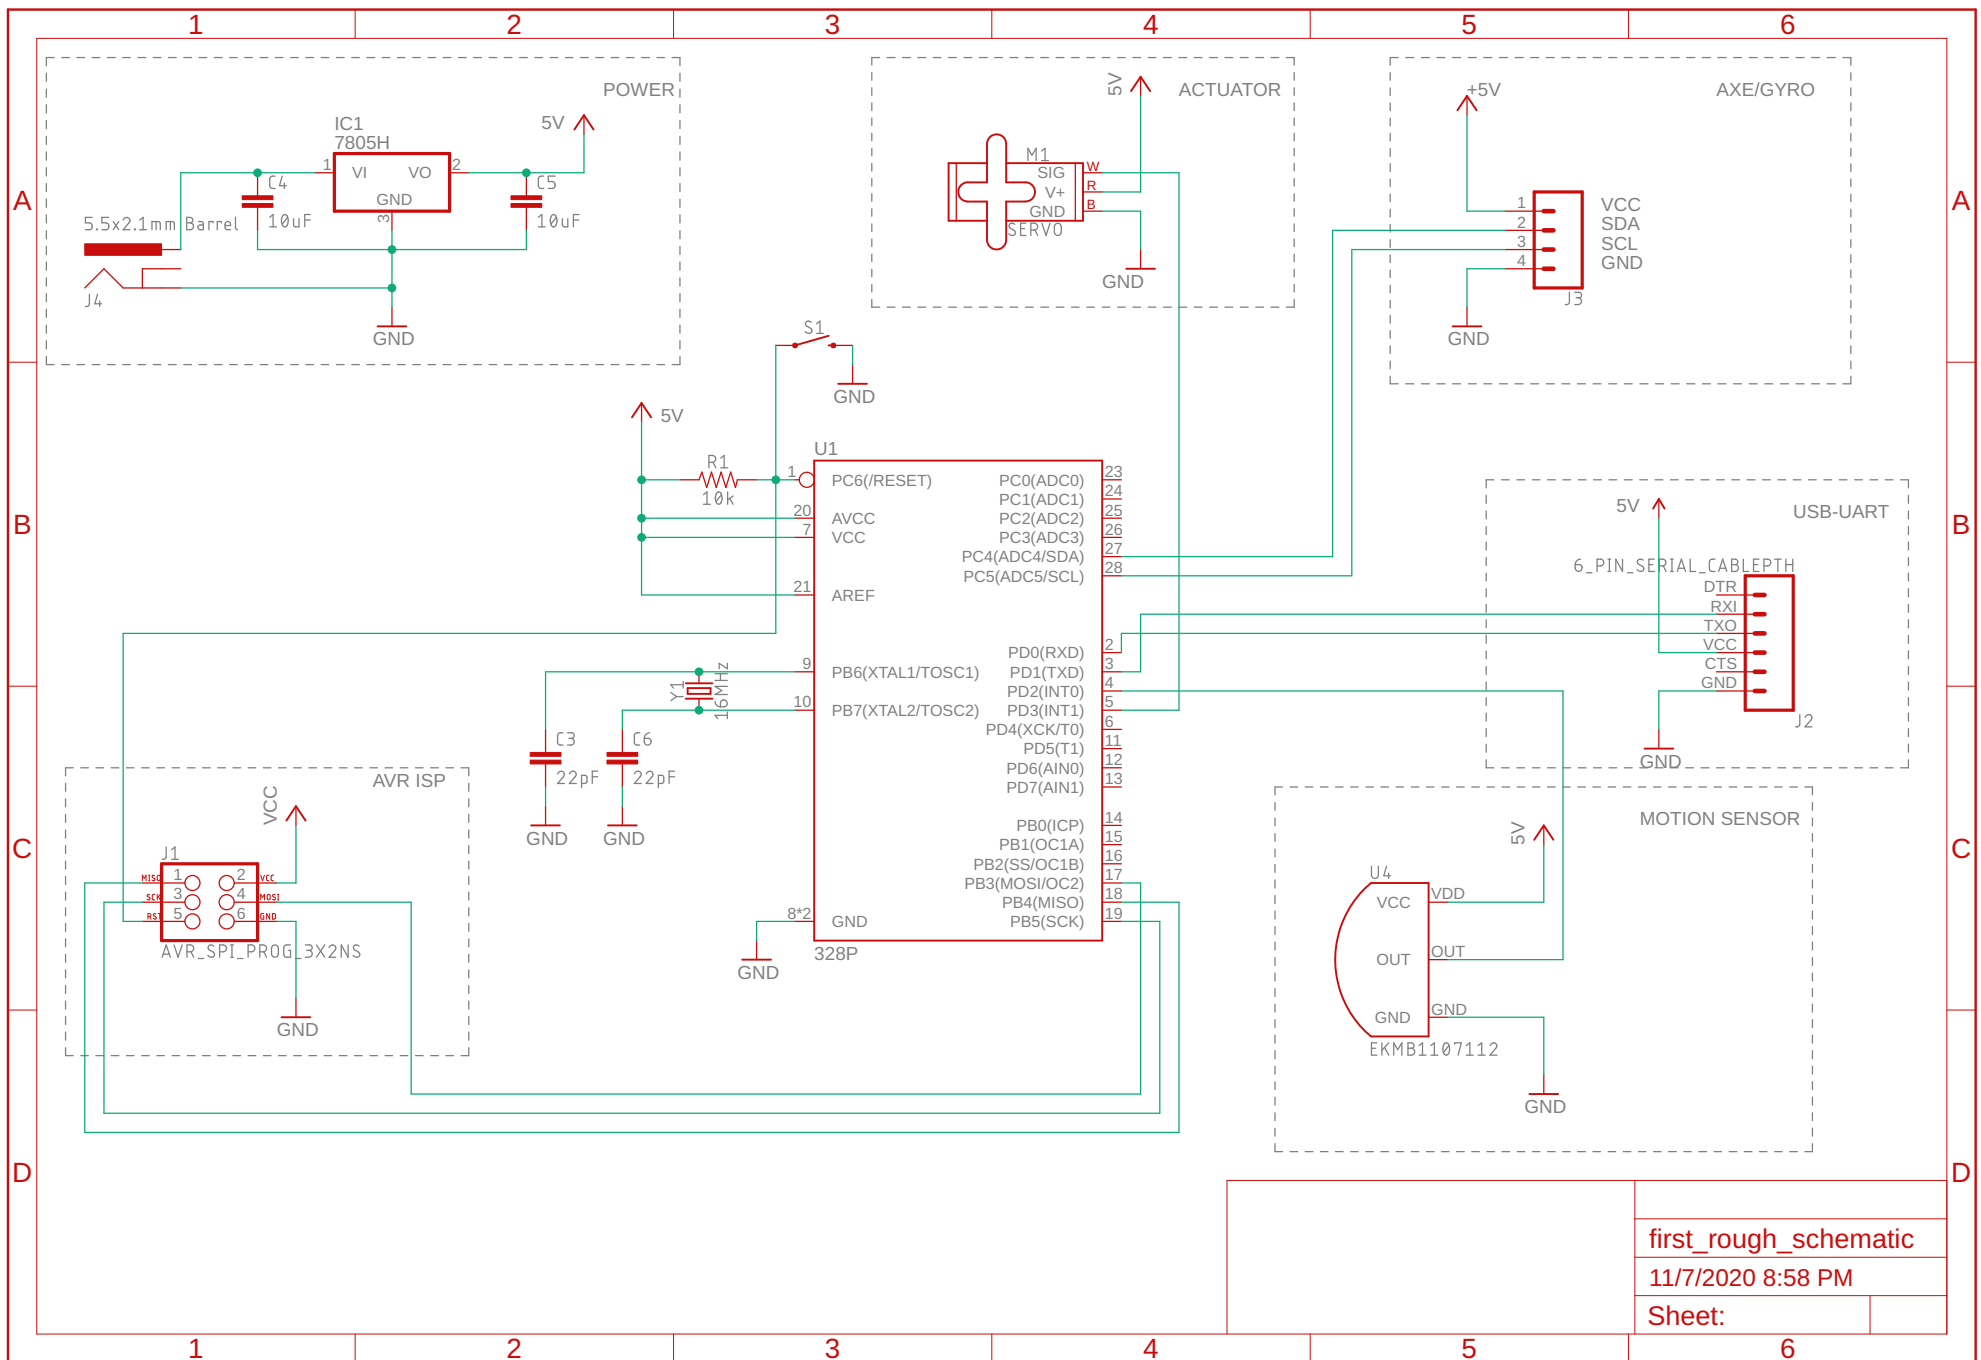 1 2 3 4 5 6
A
B
C
D
A
B
C
D
POWER
IC1
7805H
5V
1 VI VO 2
GND
3
C4
10uF
C5
10uF
5.5x2.1mm Barrel
J4
GND
ACTUATOR
5V
M1
SIG W
V+ R
GND B
SERVO
GND
AXE/GYRO
+5V
1 VCC
2 SDA
3 SCL
4 GND
J3
GND
S1
GND
5V
R1
10k
U1
1 PC6(/RESET)
20 AVCC
7 VCC
21 AREF
9 PB6(XTAL1/TOSC1)
10 PB7(XTAL2/TOSC2)
8*2 GND
328P
PC0(ADC0) 23
PC1(ADC1) 24
PC2(ADC2) 25
PC3(ADC3) 26
PC4(ADC4/SDA) 27
PC5(ADC5/SCL) 28
PD0(RXD) 2
PD1(TXD) 3
PD2(INT0) 4
PD3(INT1) 5
PD4(XCK/T0) 6
PD5(T1) 11
PD6(AIN0) 12
PD7(AIN1) 13
PB0(ICP) 14
PB1(OC1A) 15
PB2(SS/OC1B) 16
PB3(MOSI/OC2) 17
PB4(MISO) 18
PB5(SCK) 19
Y1
16MHz
C3
22pF
GND
C6
22pF
GND
GND
USB-UART
5V
6_PIN_SERIAL_CABLEPTH
DTR
RXI
TXO
VCC
CTS
GND
J2
GND
AVR ISP
VCC
J1
MISO 1 2 VCC
SCK 3 4 MOSI
RST 5 6 GND
AVR_SPI_PROG_3X2NS
GND
MOTION SENSOR
5V
U4
VCC VDD
OUT OUT
GND GND
EKMB1107112
GND
first_rough_schematic
11/7/2020 8:58 PM
Sheet:
1 2 3 4 5 6